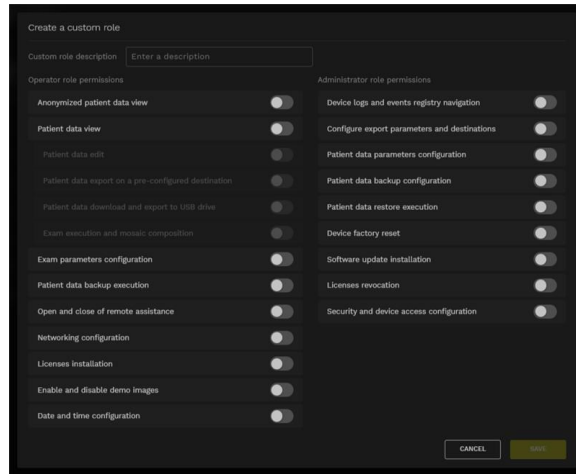 Create a custom role
Custom role description
Enter a description
Operator role permissions
Anonymized patient data view
Patient data view
Patient data edit
Patient data export on a pre-configured destination
Patient data download and export to USB drive
Exam execution and mosaic composition
Exam parameters configuration
Patient data backup execution
Open and close of remote assistance
Networking configuration
Licenses installation
Enable and disable demo images
Date and time configuration
Administrator role permissions
Device logs and events registry navigation
Configure export parameters and destinations
Patient data parameters configuration
Patient data backup configuration
Patient data restore execution
Device factory reset
Software update installation
Licenses revocation
Security and device access configuration
CANCEL
SAVE